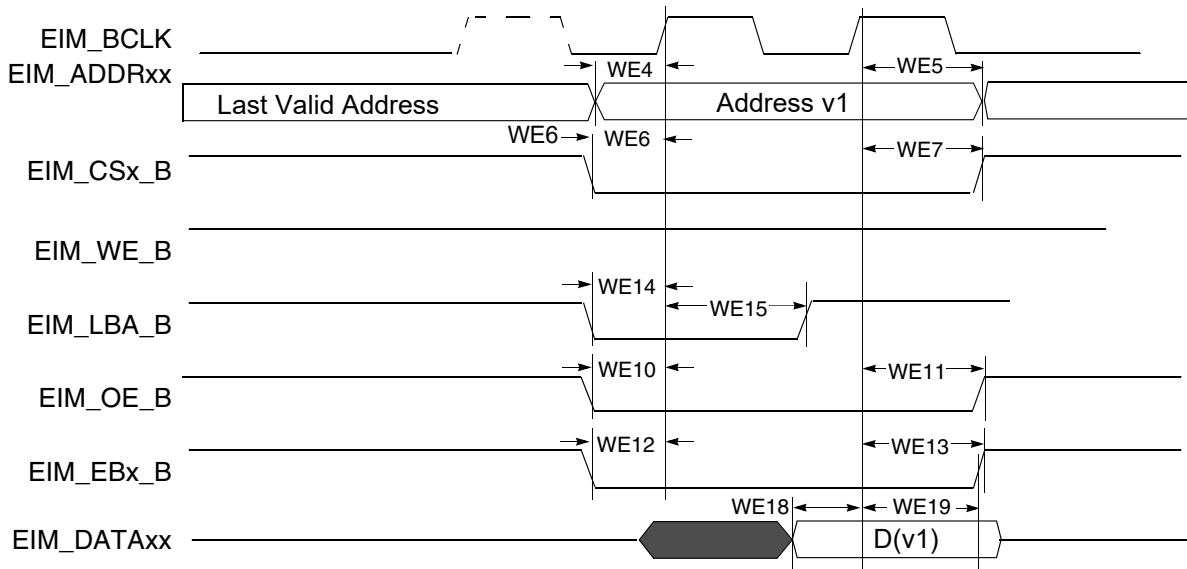 EIM_BCLK
EIM_ADDRxx
WE4
WE5
Last Valid Address
Address v1
WE6
WE6
WE7
EIM_CSx_B
EIM_WE_B
WE14
WE15
EIM_LBA_B
WE10
WE11
EIM_OE_B
WE12
WE13
EIM_EBx_B
WE18
WE19
EIM_DATAxx
D(v1)